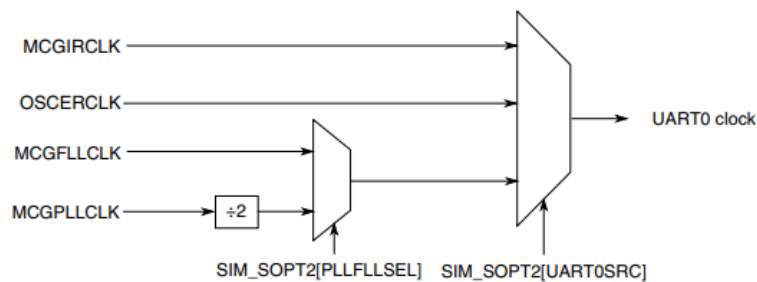 MCGIRCLK
OSCERCLK
UART0 clock
MCGFLLCLK
MCGPLLCLK
÷2
SIM_SOPT2[PLLFLLSEL]
SIM_SOPT2[UART0SRC]